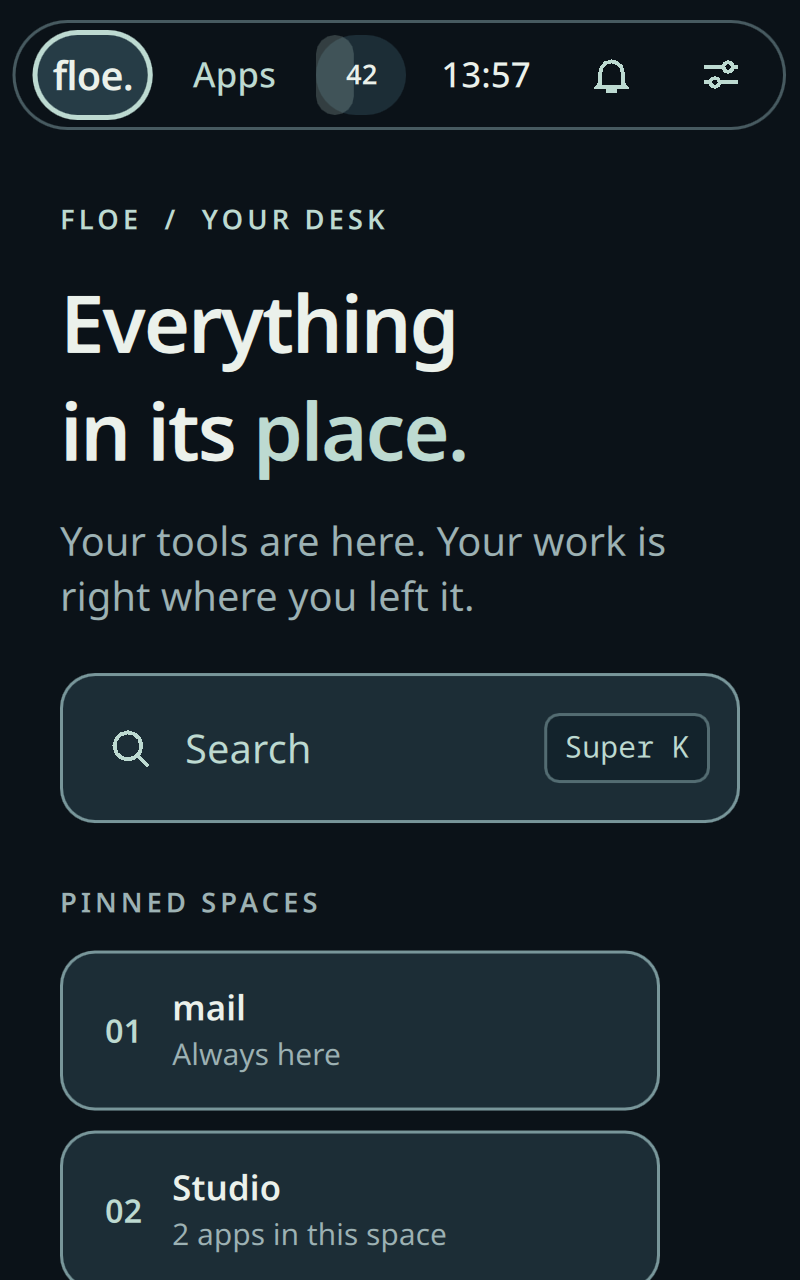 floe. Apps 42 13:57
FLOE / YOUR DESK
Everything
in its place.
Your tools are here. Your work is
right where you left it.
Search Super K
PINNED SPACES
01 mail
Always here
02 Studio
2 apps in this space